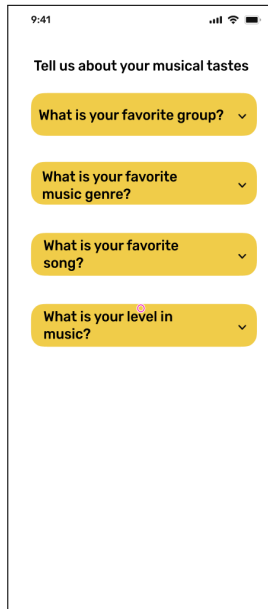 9:41
Tell us about your musical tastes
What is your favorite group?
What is your favorite
music genre?
What is your favorite
song?
What is your level in
music?